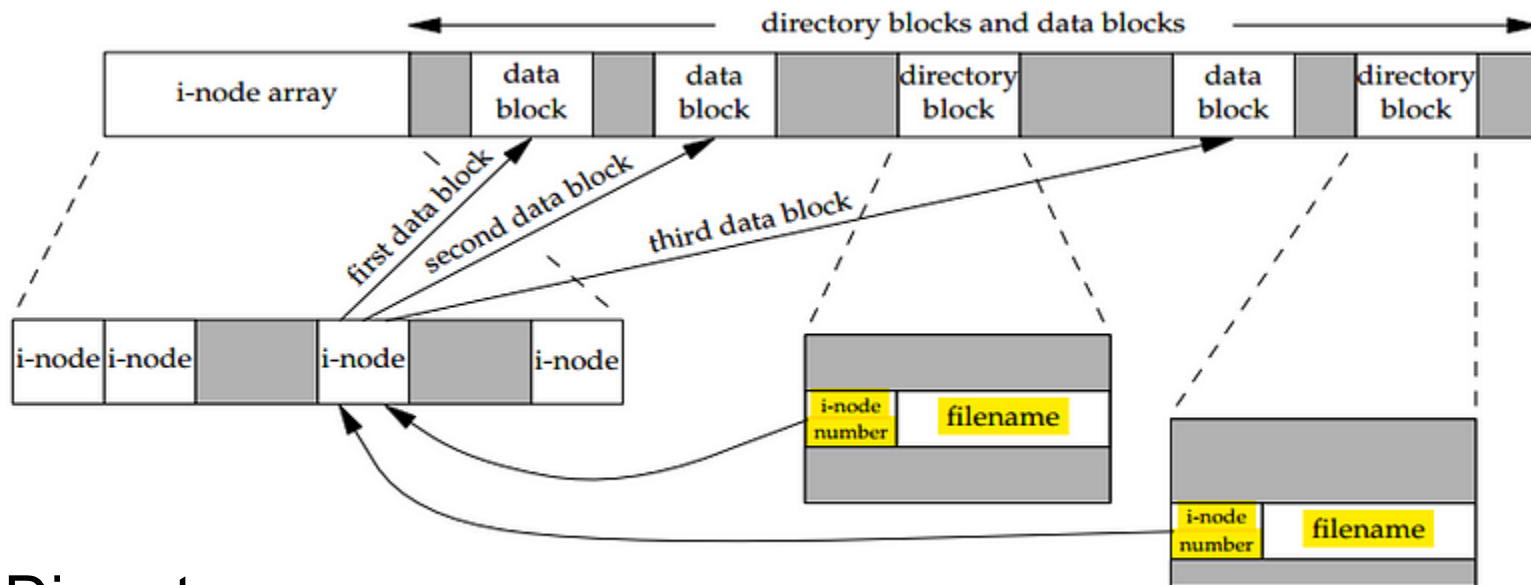 directory blocks and data blocks
i-node array
data
block
data
block
directory
block
data
block
directory
block
first data block
second data block
third data block
i-node
i-node
i-node
i-node
i-node
number
filename
i-node
number
filename